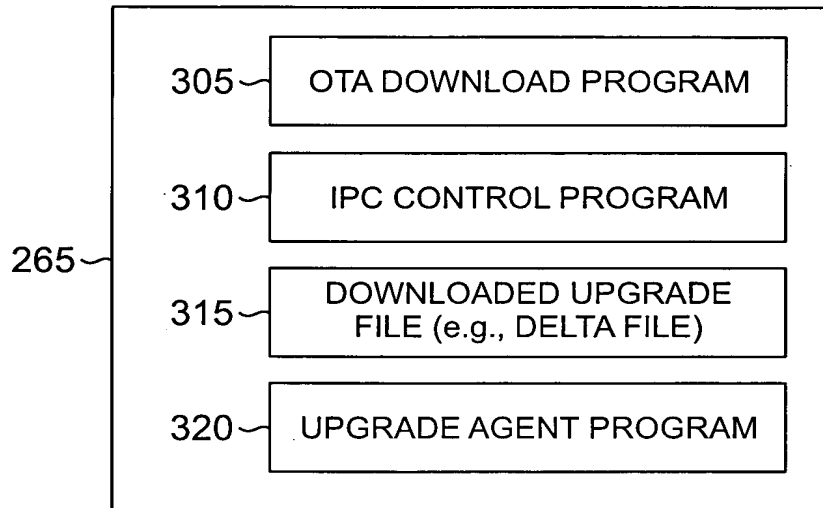 305 OTA DOWNLOAD PROGRAM
310 IPC CONTROL PROGRAM
265
315 DOWNLOADED UPGRADE
FILE (e.g., DELTA FILE)
320 UPGRADE AGENT PROGRAM